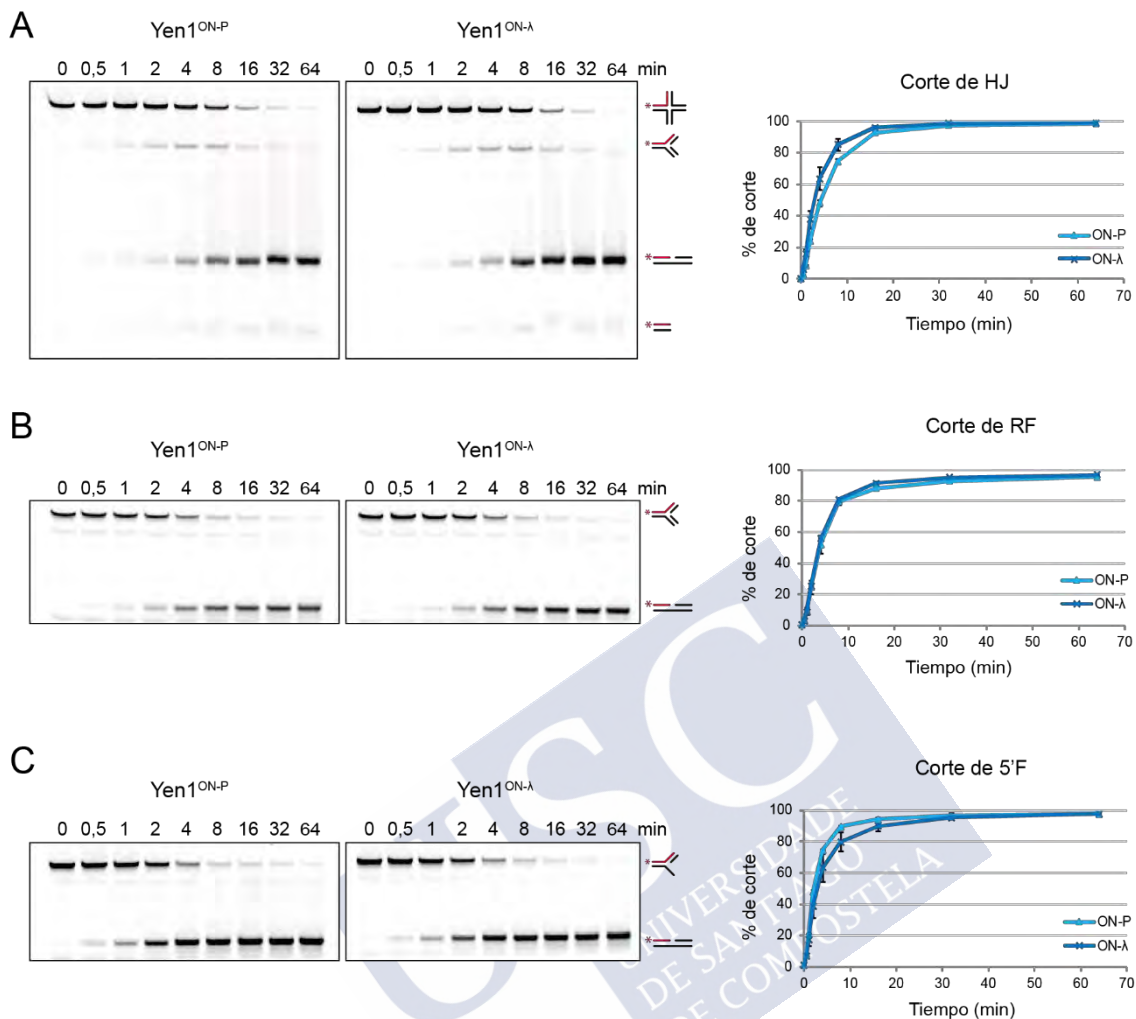 A
Yen1ON-P
Yen1ON-λ
0 0,5 1 2 4 8 16 32 64
0 0,5 1 2 4 8 16 32 64 min
*
*
*
*
Corte de HJ
% de corte
100
80
60
40
20
0
0 10 20 30 40 50 60 70
Tiempo (min)
ON-P
ON-λ
B
Yen1ON-P
Yen1ON-λ
0 0,5 1 2 4 8 16 32 64
0 0,5 1 2 4 8 16 32 64 min
*
*
Corte de RF
% de corte
100
80
60
40
20
0
0 10 20 30 40 50 60 70
Tiempo (min)
ON-P
ON-λ
C
Yen1ON-P
Yen1ON-λ
0 0,5 1 2 4 8 16 32 64
0 0,5 1 2 4 8 16 32 64 min
*
*
Corte de 5'F
% de corte
100
80
60
40
20
0
0 10 20 30 40 50 60 70
Tiempo (min)
ON-P
ON-λ
USC
UNIVERSIDADE
DE SANTIAGO
DE COMPOSTELA